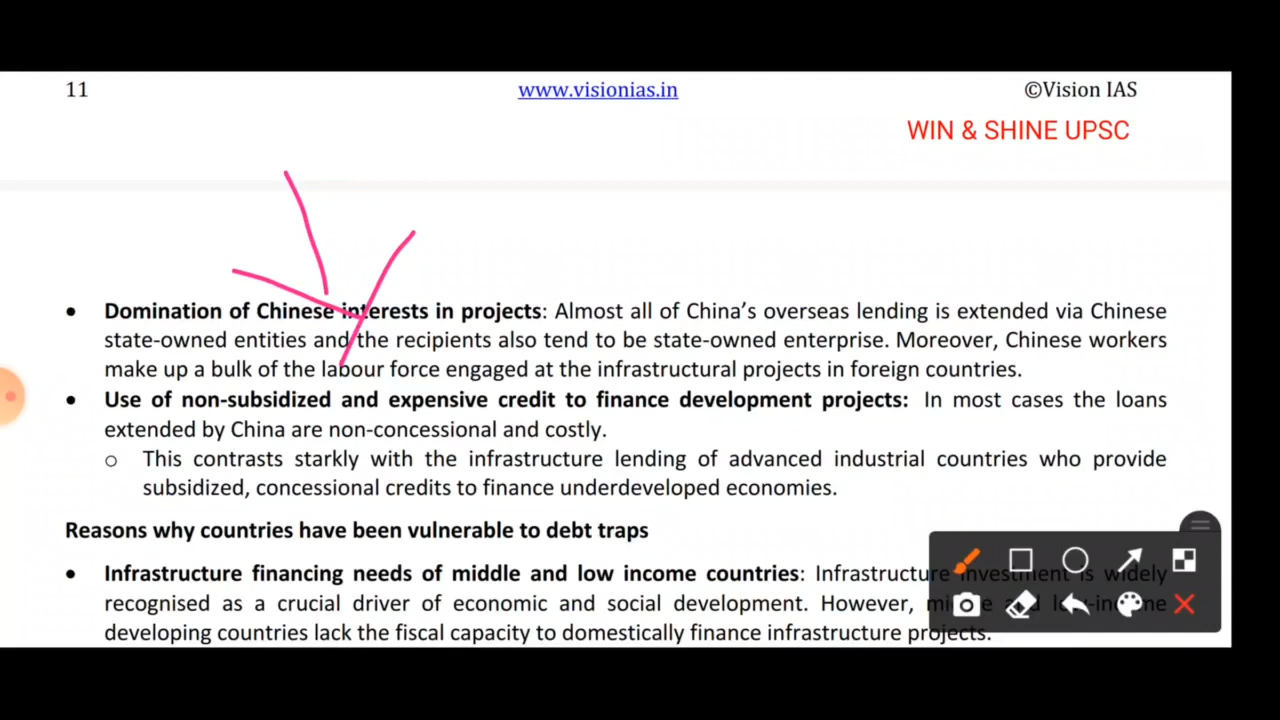 11 www.visionias.in ©Vision IAS
WIN & SHINE UPSC
• Domination of Chinese interests in projects: Almost all of China’s overseas lending is extended via Chinese
state-owned entities and the recipients also tend to be state-owned enterprise. Moreover, Chinese workers
make up a bulk of the labour force engaged at the infrastructural projects in foreign countries.
• Use of non-subsidized and expensive credit to finance development projects: In most cases the loans
extended by China are non-concessional and costly.
o This contrasts starkly with the infrastructure lending of advanced industrial countries who provide
subsidized, concessional credits to finance underdeveloped economies.
Reasons why countries have been vulnerable to debt traps
• Infrastructure financing needs of middle and low income countries: Infrastructure investment is widely
recognised as a crucial driver of economic and social development. However, middle and low-income
developing countries lack the fiscal capacity to domestically finance infrastructure projects.